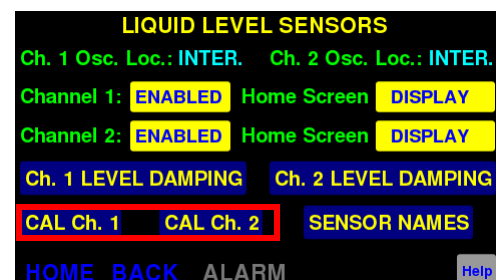 LIQUID LEVEL SENSORS
Ch. 1 Osc. Loc.: INTER. Ch. 2 Osc. Loc.: INTER.
Channel 1: ENABLED Home Screen DISPLAY
Channel 2: ENABLED Home Screen DISPLAY
Ch. 1 LEVEL DAMPING Ch. 2 LEVEL DAMPING
CAL Ch. 1 CAL Ch. 2 SENSOR NAMES
HOME BACK ALARM Help